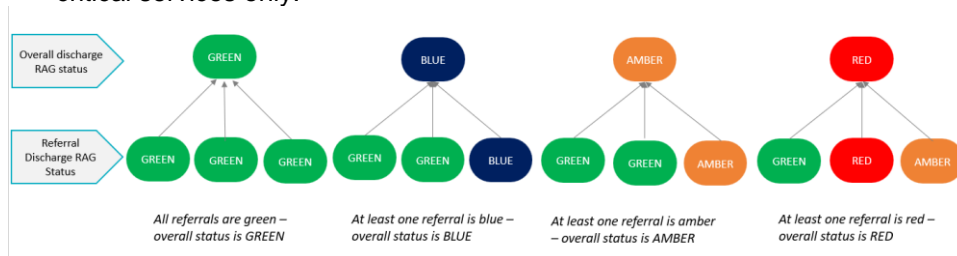 critical services only.
Overall discharge
RAG status
GREEN
BLUE
AMBER
RED
Referral
Discharge RAG
Status
GREEN
GREEN
GREEN
GREEN
GREEN
BLUE
GREEN
GREEN
AMBER
GREEN
RED
AMBER
All referrals are green –
overall status is GREEN
At least one referral is blue –
overall status is BLUE
At least one referral is amber
– overall status is AMBER
At least one referral is red –
overall status is RED